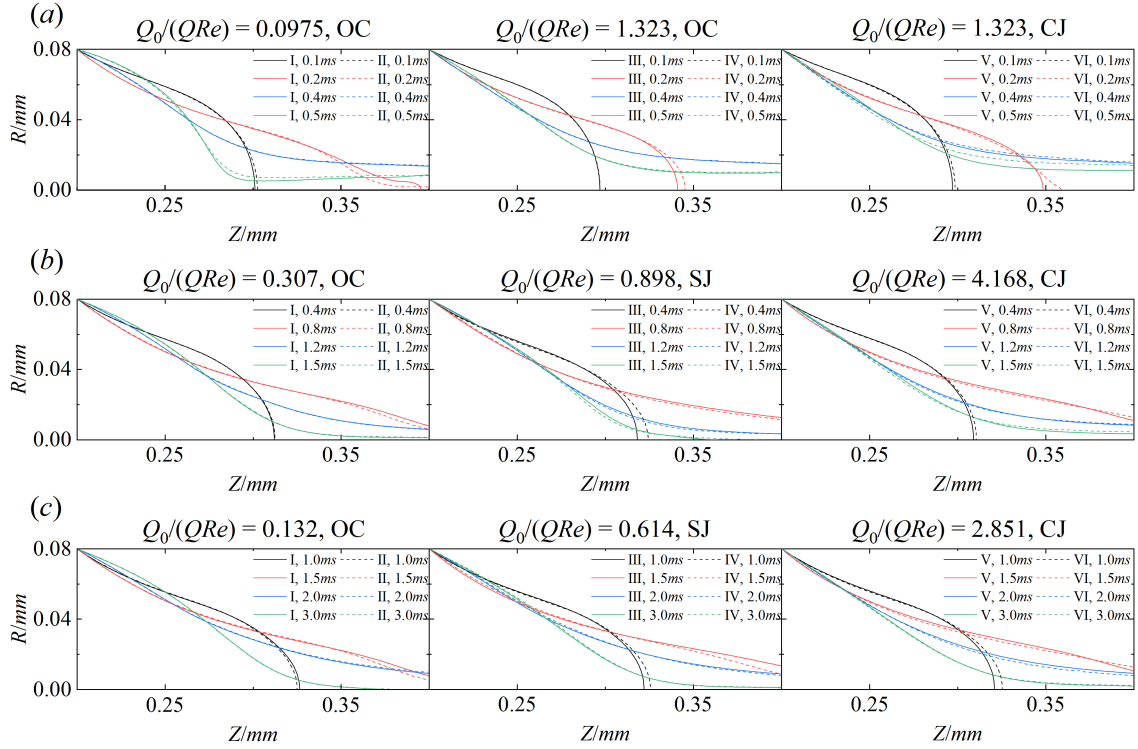 (a)
Q0/(QRe) = 0.0975, OC
Q0/(QRe) = 1.323, OC
Q0/(QRe) = 1.323, CJ
0.08
0.04
0.00
R/mm
I, 0.1ms II, 0.1ms
I, 0.2ms II, 0.2ms
I, 0.4ms II, 0.4ms
I, 0.5ms II, 0.5ms
III, 0.1ms IV, 0.1ms
III, 0.2ms IV, 0.2ms
III, 0.4ms IV, 0.4ms
III, 0.5ms IV, 0.5ms
V, 0.1ms VI, 0.1ms
V, 0.2ms VI, 0.2ms
V, 0.4ms VI, 0.4ms
V, 0.5ms VI, 0.5ms
0.25 0.35 0.25 0.35 0.25 0.35
Z/mm Z/mm Z/mm
(b)
Q0/(QRe) = 0.307, OC
Q0/(QRe) = 0.898, SJ
Q0/(QRe) = 4.168, CJ
0.08
0.04
0.00
R/mm
I, 0.4ms II, 0.4ms
I, 0.8ms II, 0.8ms
I, 1.2ms II, 1.2ms
I, 1.5ms II, 1.5ms
III, 0.4ms IV, 0.4ms
III, 0.8ms IV, 0.8ms
III, 1.2ms IV, 1.2ms
III, 1.5ms IV, 1.5ms
V, 0.4ms VI, 0.4ms
V, 0.8ms VI, 0.8ms
V, 1.2ms VI, 1.2ms
V, 1.5ms VI, 1.5ms
0.25 0.35 0.25 0.35 0.25 0.35
Z/mm Z/mm Z/mm
(c)
Q0/(QRe) = 0.132, OC
Q0/(QRe) = 0.614, SJ
Q0/(QRe) = 2.851, CJ
0.08
0.04
0.00
R/mm
I, 1.0ms II, 1.0ms
I, 1.5ms II, 1.5ms
I, 2.0ms II, 2.0ms
I, 3.0ms II, 3.0ms
III, 1.0ms IV, 1.0ms
III, 1.5ms IV, 1.5ms
III, 2.0ms IV, 2.0ms
III, 3.0ms IV, 3.0ms
V, 1.0ms VI, 1.0ms
V, 1.5ms VI, 1.5ms
V, 2.0ms VI, 2.0ms
V, 3.0ms VI, 3.0ms
0.25 0.35 0.25 0.35 0.25 0.35
Z/mm Z/mm Z/mm